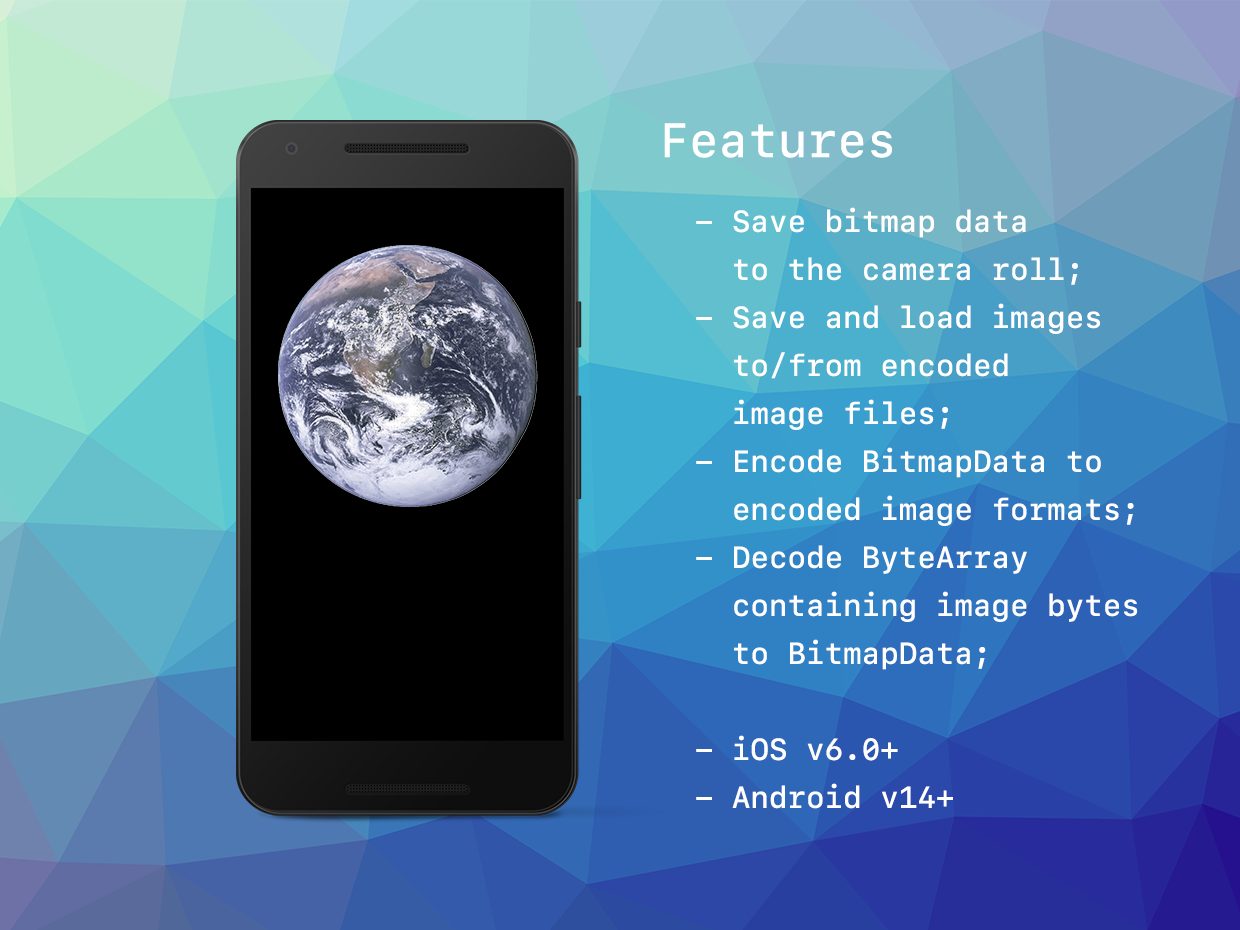 Features
– Save bitmap data
to the camera roll;
– Save and load images
to/from encoded
image files;
– Encode BitmapData to
encoded image formats;
– Decode ByteArray
containing image bytes
to BitmapData;
– iOS v6.0+
– Android v14+